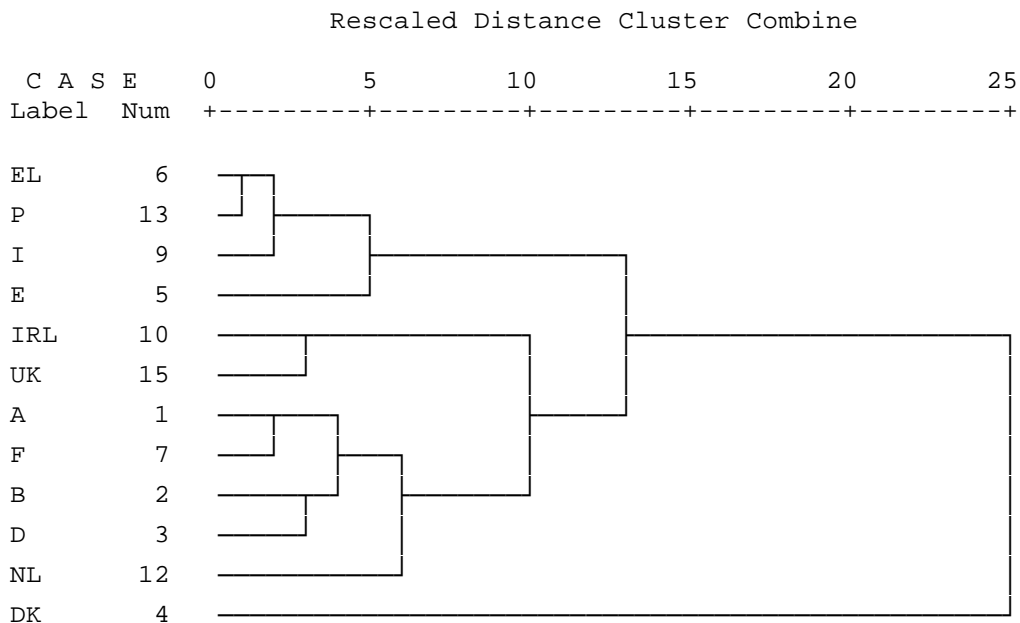 Rescaled Distance Cluster Combine
C A S E 0 5 10 15 20 25
Label Num +---------+---------+---------+---------+---------+
EL 6
P 13
I 9
E 5
IRL 10
UK 15
A 1
F 7
B 2
D 3
NL 12
DK 4